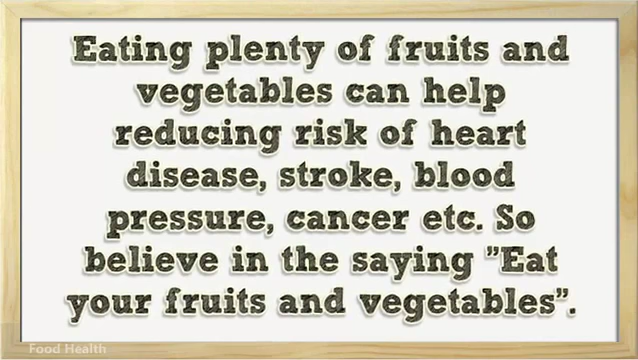 Eating plenty of fruits and
vegetables can help
reducing risk of heart
disease, stroke, blood
pressure, cancer etc. So
believe in the saying "Eat
your fruits and vegetables".
Food Health